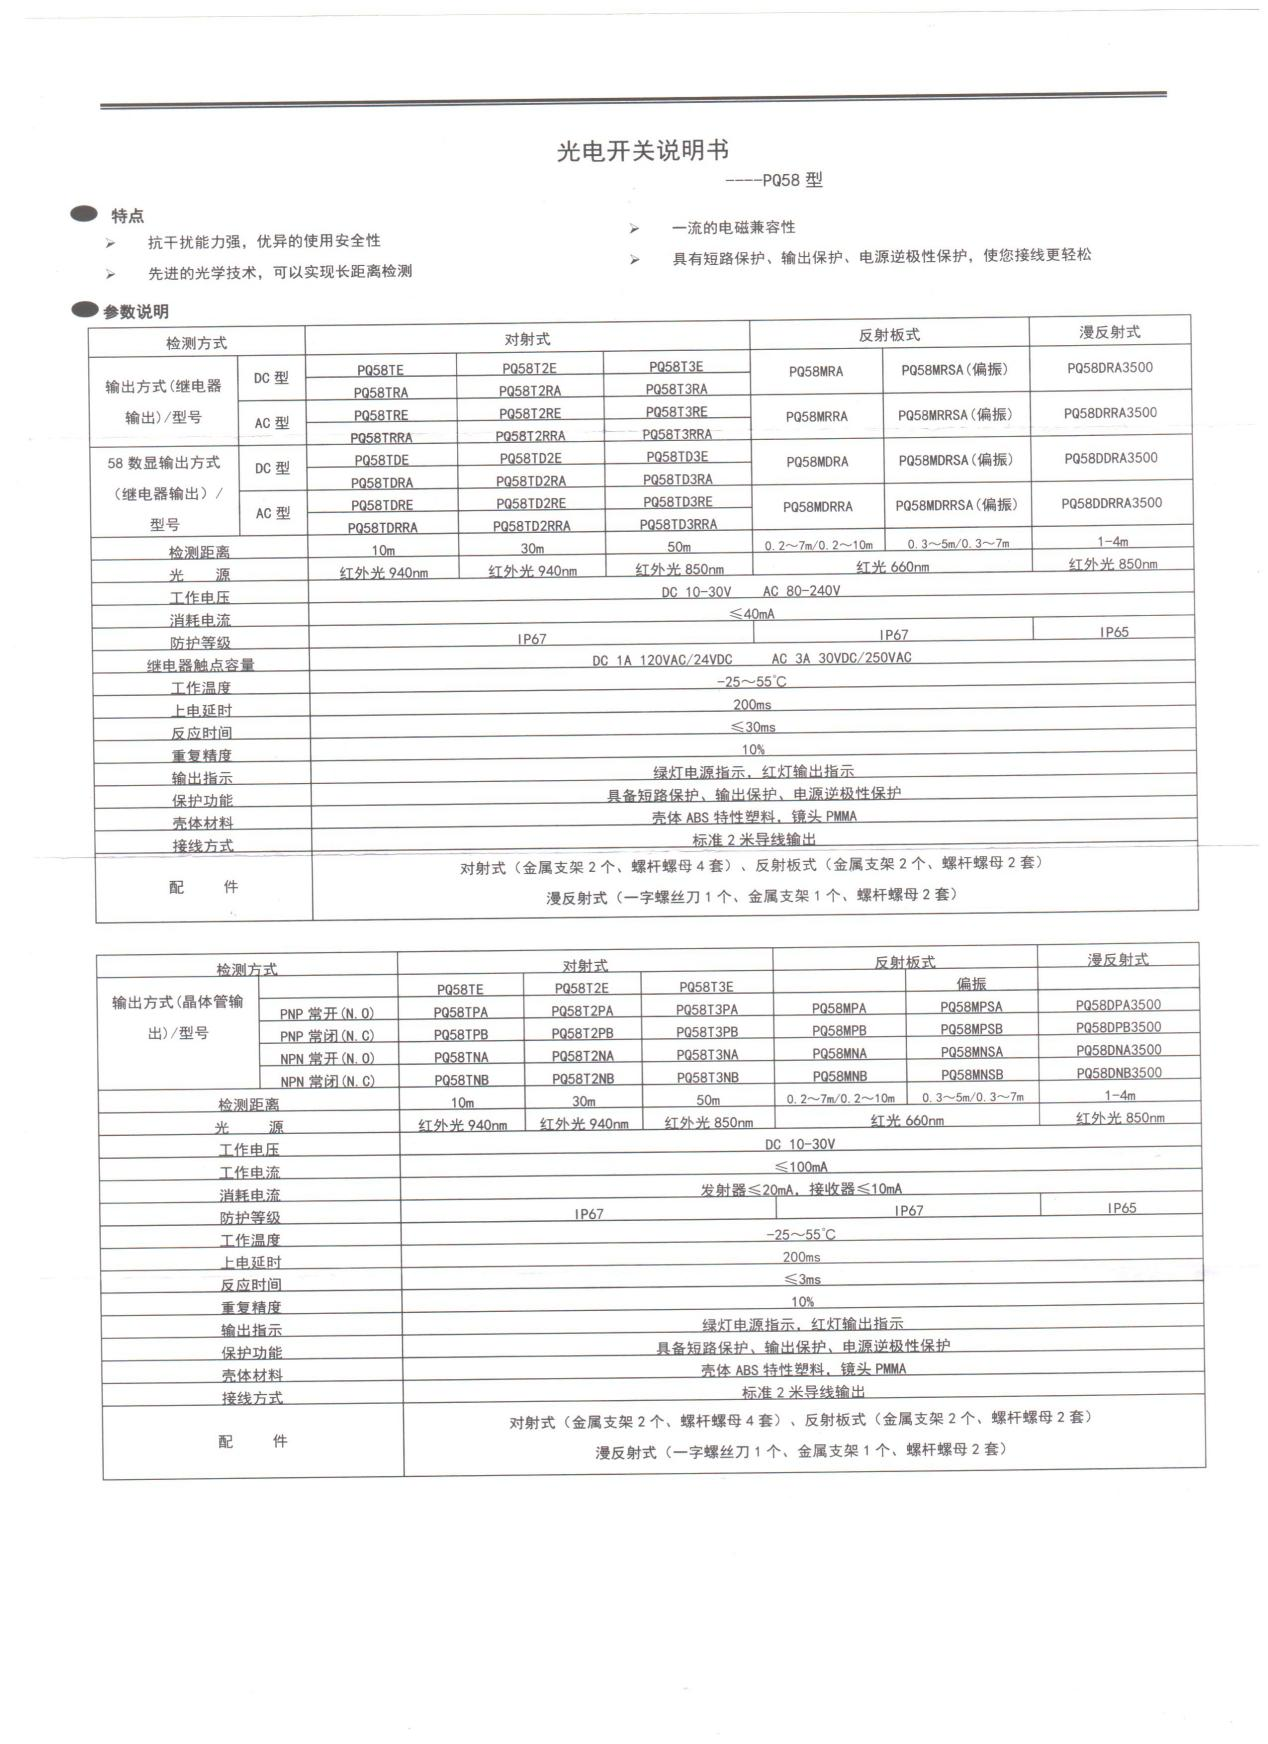 光电开关说明书
----PQ58 型
特点
➢ 抗干扰能力强，优异的使用安全性
➢ 先进的光学技术，可以实现长距离检测
➢ 一流的电磁兼容性
➢ 具有短路保护、输出保护、电源逆极性保护，使您接线更轻松
参数说明
检测方式 对射式 反射板式 漫反射式
输出方式(继电器输出)/型号 DC 型 PQ58TE PQ58T2E PQ58T3E PQ58MRA PQ58MRSA(偏振) PQ58DRA3500
PQ58TRA PQ58T2RA PQ58T3RA
AC 型 PQ58TRE PQ58T2RE PQ58T3RE PQ58MRRA PQ58MRRSA(偏振) PQ58DRRA3500
PQ58TRRA PQ58T2RRA PQ58T3RRA
58 数显输出方式（继电器输出）/型号 DC 型 PQ58TDE PQ58TD2E PQ58TD3E PQ58MDRA PQ58MDRSA(偏振) PQ58DDRA3500
PQ58TDRA PQ58TD2RA PQ58TD3RA
AC 型 PQ58TDRE PQ58TD2RE PQ58TD3RE PQ58MDRRA PQ58MDRRSA(偏振) PQ58DDRRA3500
PQ58TDRRA PQ58TD2RRA PQ58TD3RRA
检测距离 10m 30m 50m 0.2～7m/0.2～10m 0.3～5m/0.3～7m 1-4m
光 源 红外光 940nm 红外光 940nm 红外光 850nm 红光 660nm 红外光 850nm
工作电压 DC 10-30V AC 80-240V
消耗电流 ≤40mA
防护等级 IP67 IP67 IP65
继电器触点容量 DC 1A 120VAC/24VDC AC 3A 30VDC/250VAC
工作温度 -25～55℃
上电延时 200ms
反应时间 ≤30ms
重复精度 10%
输出指示 绿灯电源指示，红灯输出指示
保护功能 具备短路保护、输出保护、电源逆极性保护
壳体材料 壳体 ABS 特性塑料，镜头 PMMA
接线方式 标准 2 米导线输出
配 件 对射式（金属支架 2 个、螺杆螺母 4 套）、反射板式（金属支架 2 个、螺杆螺母 2 套）
漫反射式（一字螺丝刀 1 个、金属支架 1 个、螺杆螺母 2 套）
检测方式 对射式 反射板式 漫反射式
输出方式(晶体管输出)/型号 PQ58TE PQ58T2E PQ58T3E 偏振
PNP 常开(N.O) PQ58TPA PQ58T2PA PQ58T3PA PQ58MPA PQ58MPSA PQ58DPA3500
PNP 常闭(N.C) PQ58TPB PQ58T2PB PQ58T3PB PQ58MPB PQ58MPSB PQ58DPB3500
NPN 常开(N.O) PQ58TNA PQ58T2NA PQ58T3NA PQ58MNA PQ58MNSA PQ58DNA3500
NPN 常闭(N.C) PQ58TNB PQ58T2NB PQ58T3NB PQ58MNB PQ58MNSB PQ58DNB3500
检测距离 10m 30m 50m 0.2～7m/0.2～10m 0.3～5m/0.3～7m 1-4m
光 源 红外光 940nm 红外光 940nm 红外光 850nm 红光 660nm 红外光 850nm
工作电压 DC 10-30V
工作电流 ≤100mA
消耗电流 发射器≤20mA，接收器≤10mA
防护等级 IP67 IP67 IP65
工作温度 -25～55℃
上电延时 200ms
反应时间 ≤3ms
重复精度 10%
输出指示 绿灯电源指示，红灯输出指示
保护功能 具备短路保护、输出保护、电源逆极性保护
壳体材料 壳体 ABS 特性塑料，镜头 PMMA
接线方式 标准 2 米导线输出
配 件 对射式（金属支架 2 个、螺杆螺母 4 套）、反射板式（金属支架 2 个、螺杆螺母 2 套）
漫反射式（一字螺丝刀 1 个、金属支架 1 个、螺杆螺母 2 套）